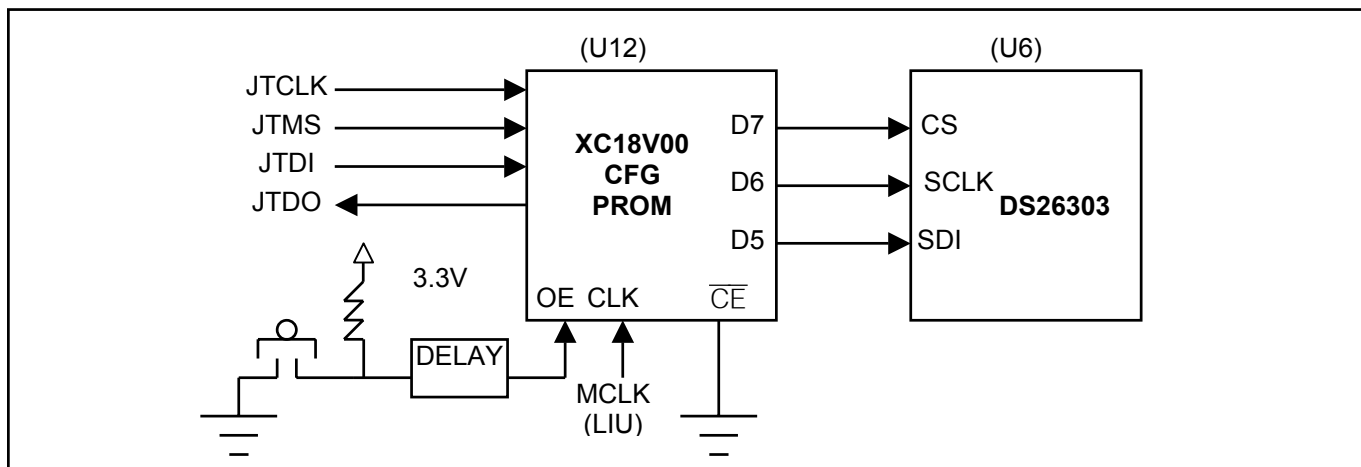 (U12)
(U6)
JTCLK
JTMS
JTDI
JTDO
XC18V00
CFG
PROM
D7
D6
D5
CS
SCLK
SDI
DS26303
3.3V
OE CLK C̅E̅
DELAY
MCLK
(LIU)